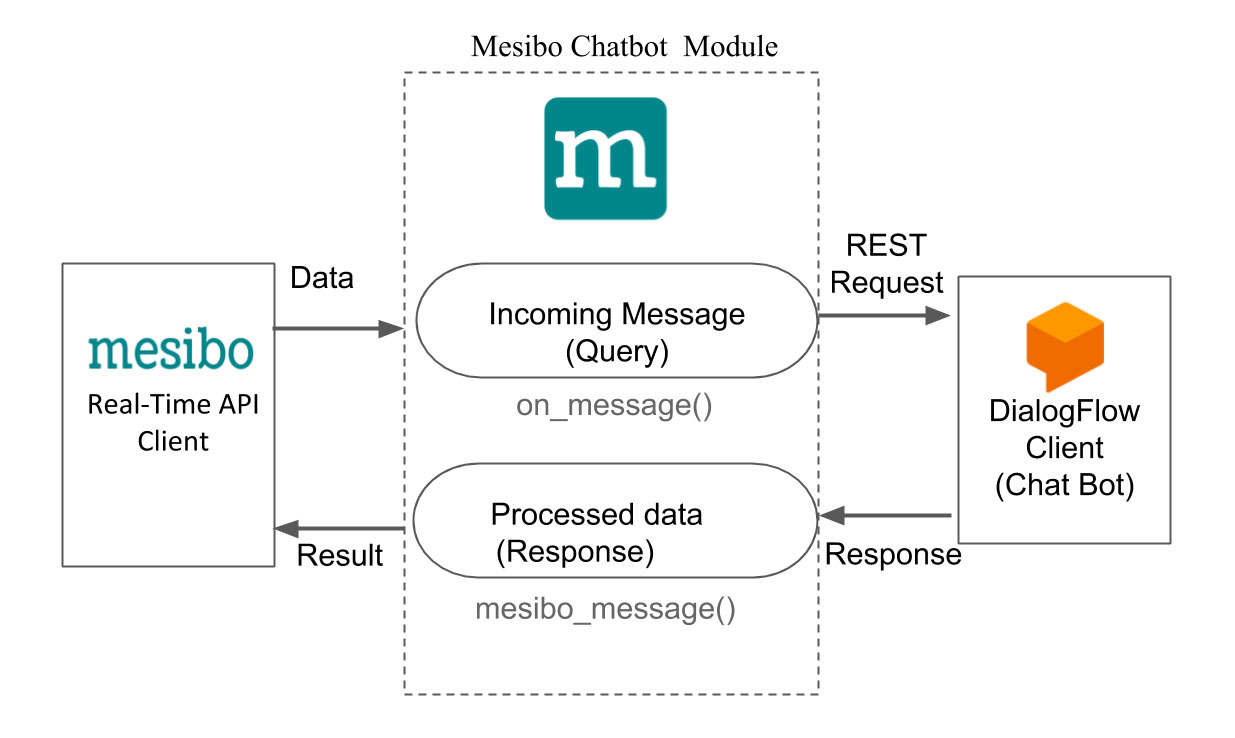 Mesibo Chatbot Module
m
Data
REST
Request
mesibo
Real-Time API
Client
Incoming Message
(Query)
on_message()
DialogFlow
Client
(Chat Bot)
Processed data
(Response)
Result
Response
mesibo_message()